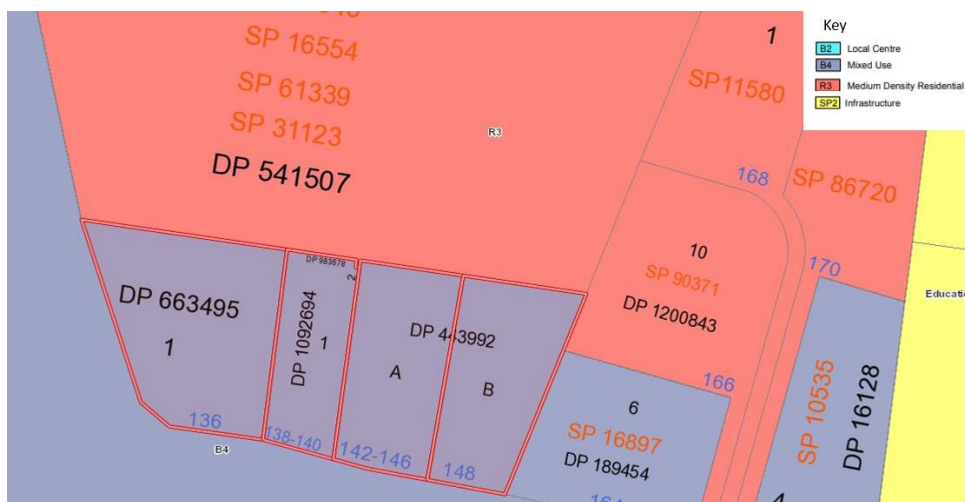 Key
B2 Local Centre
B4 Mixed Use
R3 Medium Density Residential
SP2 Infrastructure
SP 16554
SP 61339
SP 31123
DP 541507
R3
1
SP11580
168
SP 86720
10
SP 90371
DP 1200843
170
166
DP 663495
1
136
B4
DP 983678
2
DP 1092694
1
138-140
DP 443992
A
142-146
B
148
6
SP 16897
DP 189454
SP 10535
DP 16128